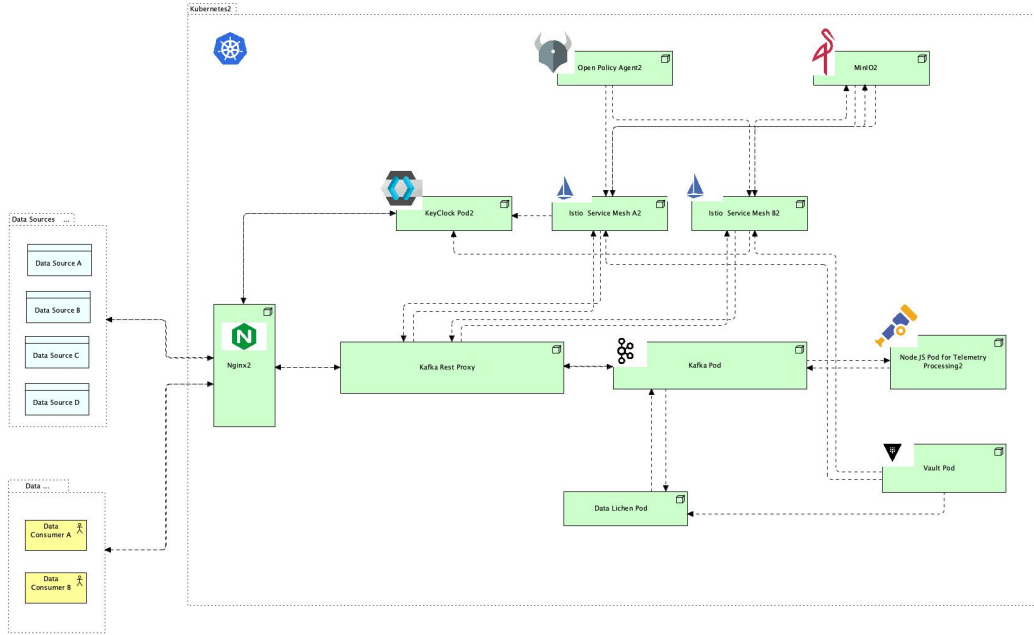 Kubernetes2
Open Policy Agent2
MinIO2
KeyClock Pod2
Istio Service Mesh A2
Istio Service Mesh B2
Data Sources ...
Data Source A
Data Source B
Data Source C
Data Source D
N
Nginx2
Kafka Rest Proxy
Kafka Pod
Node JS Pod for Telemetry
Processing2
Vault Pod
Data Lichen Pod
Data ...
Data
Consumer A
Data
Consumer B